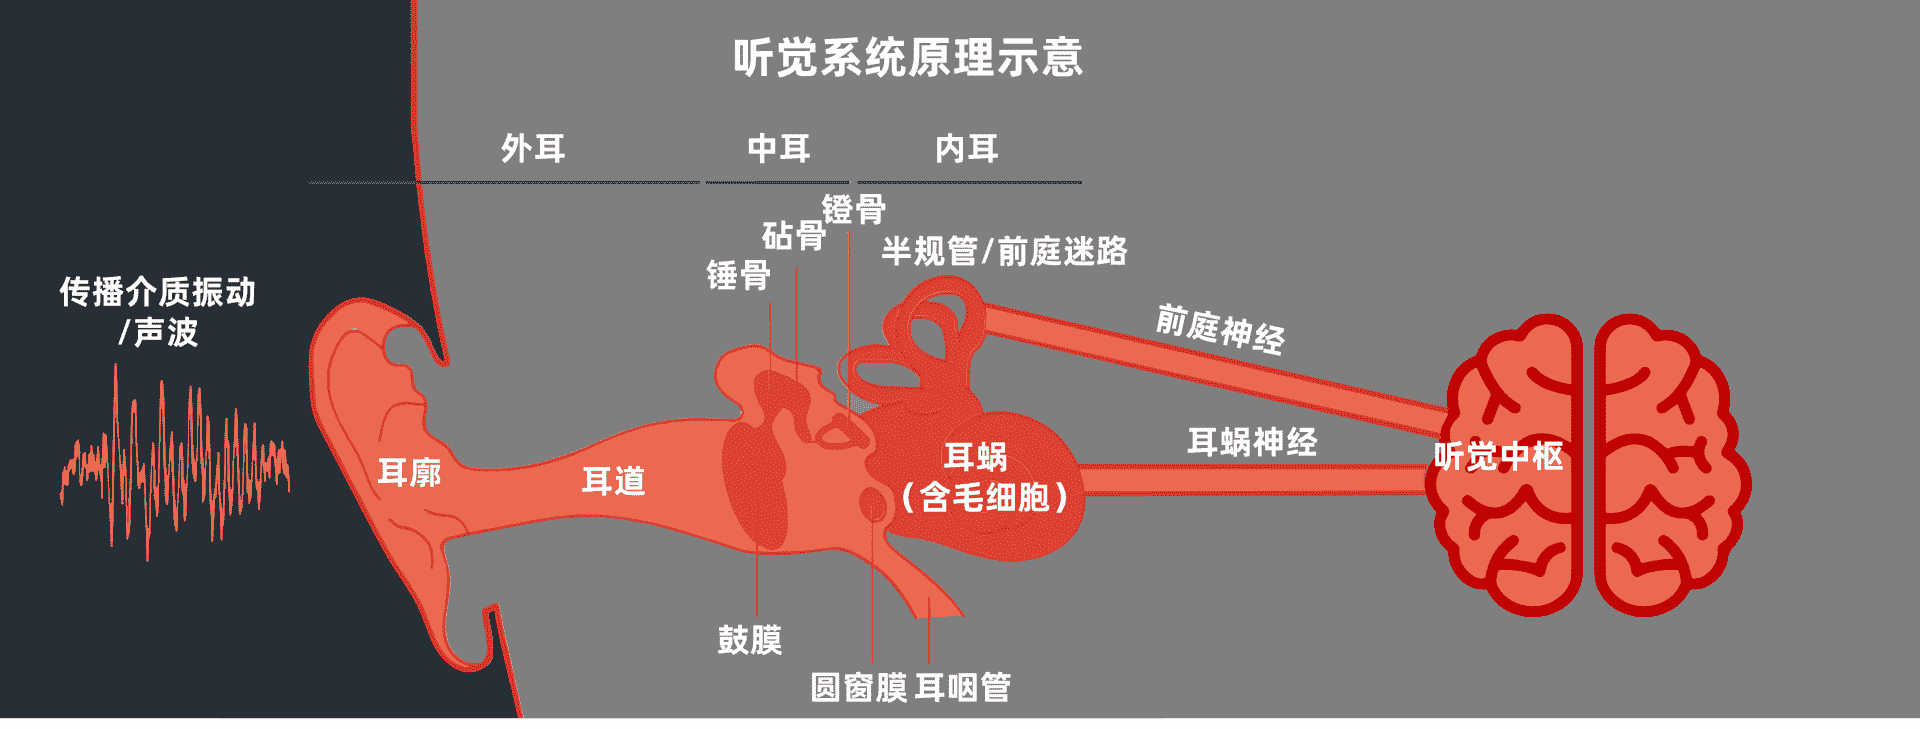 听觉系统原理示意
外耳
中耳
内耳
镫骨
砧骨
锤骨
半规管/前庭迷路
传播介质振动
/声波
前庭神经
耳蜗神经
听觉中枢
耳廓
耳道
耳蜗
（含毛细胞）
鼓膜
圆窗膜
耳咽管